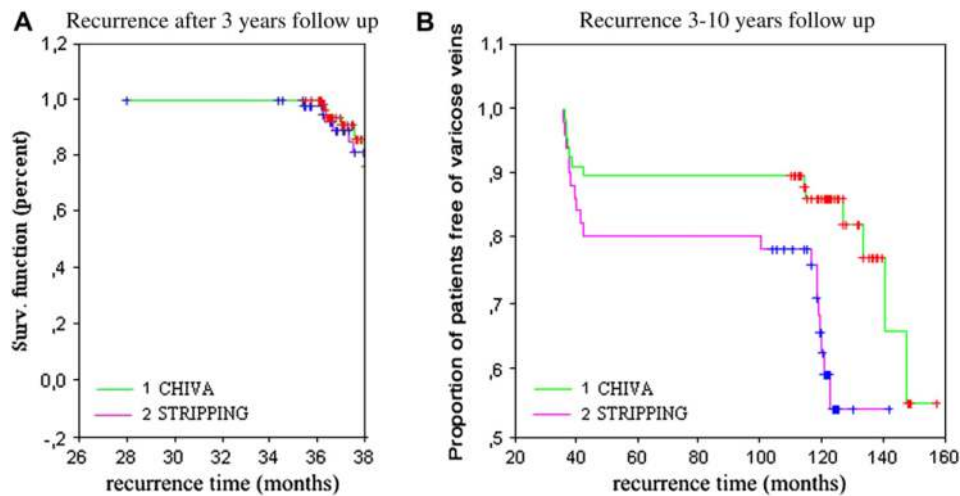 A Recurrence after 3 years follow up
Surv. function (percent)
1,2
1,0
,8
,6
,4
,2
0,0
-,2
1 CHIVA
2 STRIPPING
26 28 30 32 34 36 38
recurrence time (months)
B Recurrence 3-10 years follow up
Proportion of patients free of varicose veins
1,1
1,0
,9
,8
,7
,6
,5
1 CHIVA
2 STRIPPING
20 40 60 80 100 120 140 160
recurrence time (months)